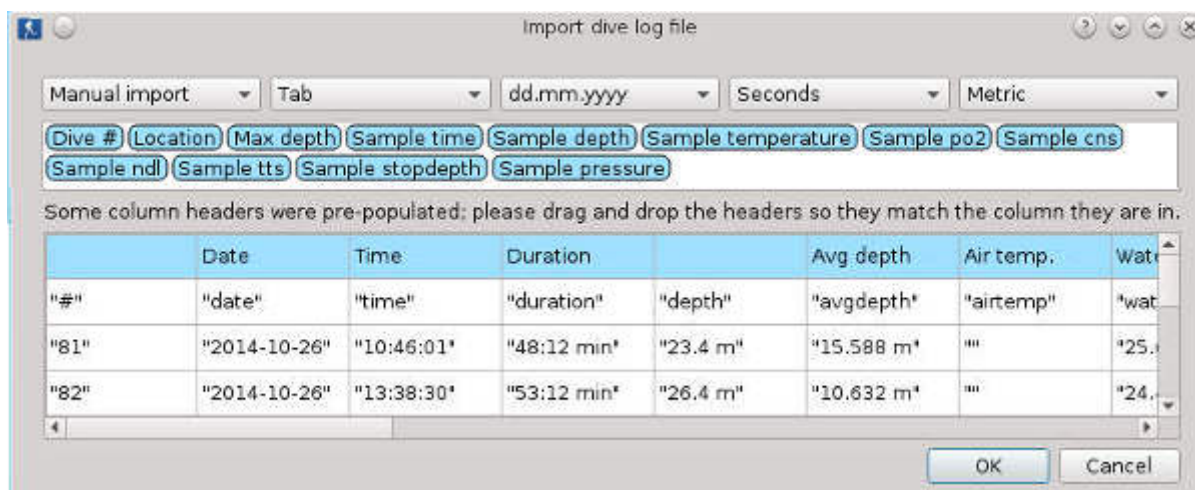 Import dive log file
Manual import Tab dd.mm.yyyy Seconds Metric
Dive # Location Max depth Sample time Sample depth Sample temperature Sample po2 Sample cns
Sample ndl Sample tts Sample stopdepth Sample pressure
Some column headers were pre-populated; please drag and drop the headers so they match the column they are in.
Date Time Duration Avg depth Air temp. Wat
"#" "date" "time" "duration" "depth" "avgdepth" "airtemp" "wat
"81" "2014-10-26" "10:46:01" "48:12 min" "23.4 m" "15.588 m" "" "25.
"82" "2014-10-26" "13:38:30" "53:12 min" "26.4 m" "10.632 m" "" "24.
OK Cancel